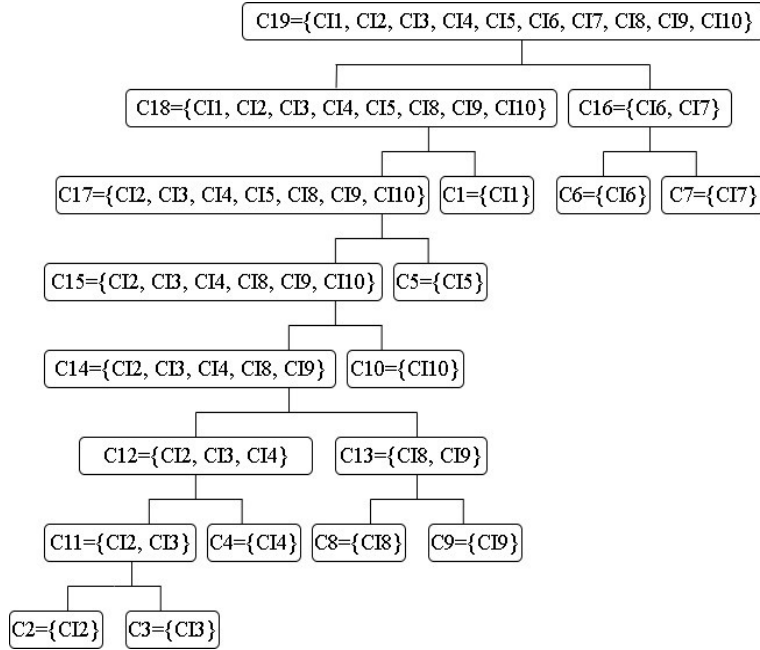 C19={CI1, CI2, CI3, CI4, CI5, CI6, CI7, CI8, CI9, CI10}
C18={CI1, CI2, CI3, CI4, CI5, CI8, CI9, CI10}
C16={CI6, CI7}
C17={CI2, CI3, CI4, CI5, CI8, CI9, CI10}
C1={CI1}
C6={CI6}
C7={CI7}
C15={CI2, CI3, CI4, CI8, CI9, CI10}
C5={CI5}
C14={CI2, CI3, CI4, CI8, CI9}
C10={CI10}
C12={CI2, CI3, CI4}
C13={CI8, CI9}
C11={CI2, CI3}
C4={CI4}
C8={CI8}
C9={CI9}
C2={CI2}
C3={CI3}